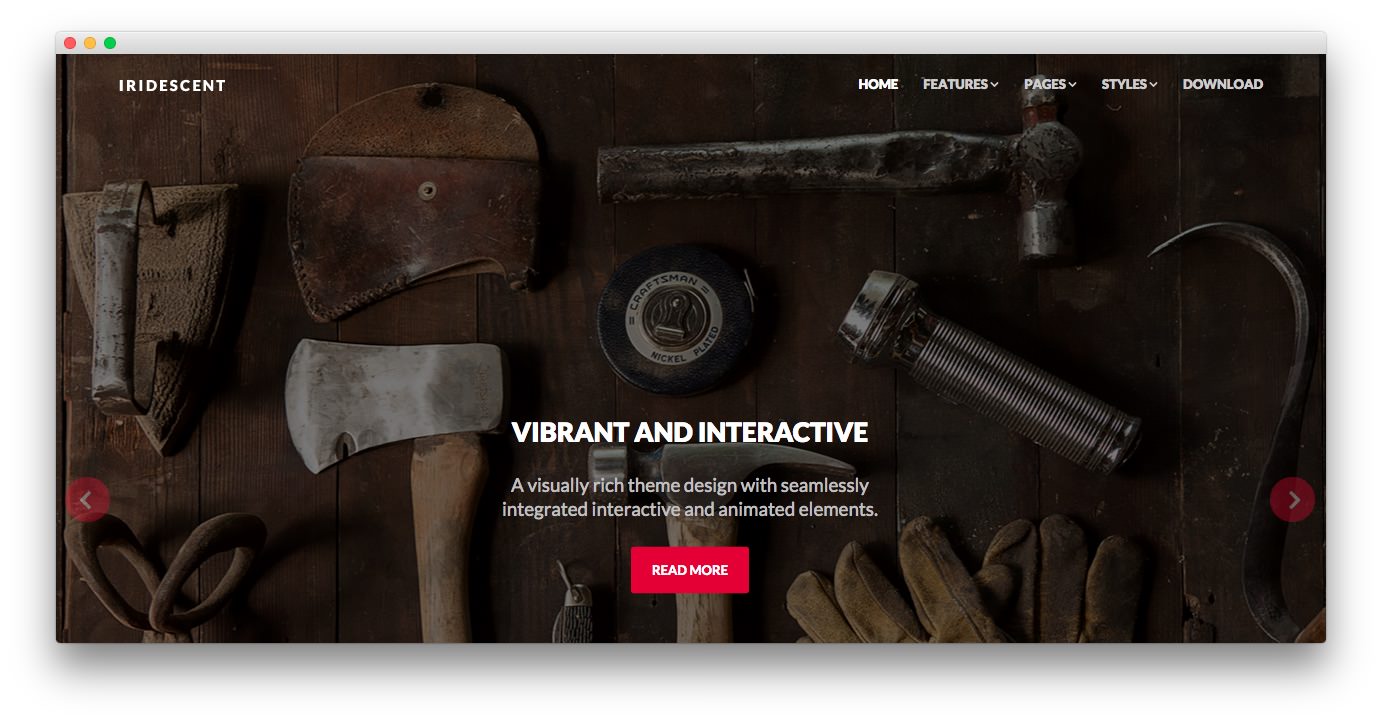 IRIDESCENT
HOME FEATURES PAGES STYLES DOWNLOAD
CRAFTSMAN
NICKEL PLATED
VIBRANT AND INTERACTIVE
A visually rich theme design with seamlessly
integrated interactive and animated elements.
READ MORE